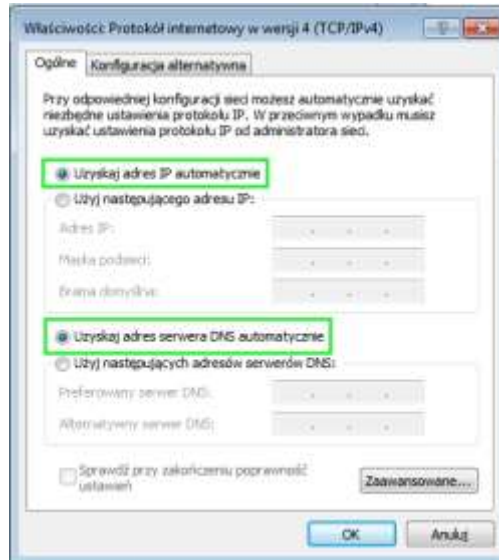 Właściwości: Protokół internetowy w wersji 4 (TCP/IPv4)
Ogólne
Konfiguracja alternatywna
Przy odpowiedniej konfiguracji sieci możesz automatycznie uzyskać
niezbędne ustawienia protokołu IP. W przeciwnym wypadku musisz
uzyskać ustawienia protokołu IP od administratora sieci.
Uzyskaj adres IP automatycznie
Użyj następującego adresu IP:
Adres IP:
Maska podsieci:
Brama domyślna:
Uzyskaj adres serwera DNS automatycznie
Użyj następujących adresów serwerów DNS:
Preferowany serwer DNS:
Alternatywny serwer DNS:
Sprawdź przy zakończeniu poprawność
ustawień
Zaawansowane...
OK
Anuluj